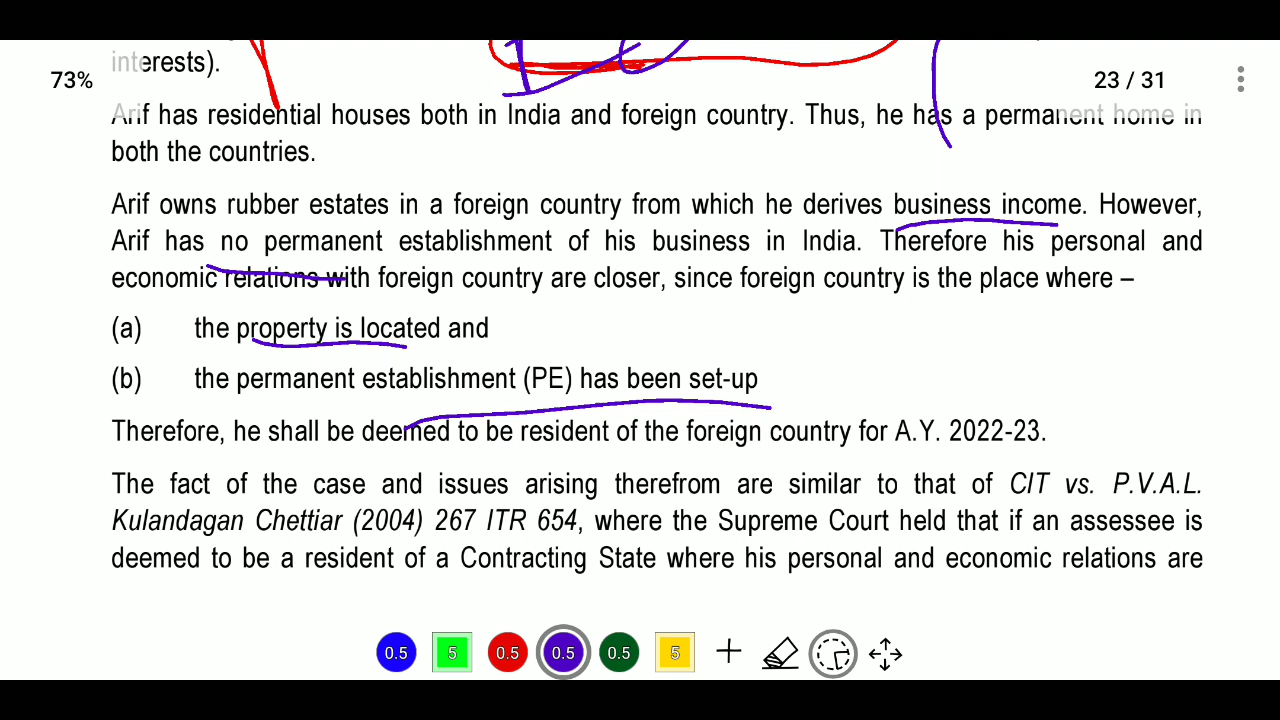 interests).
73%
23 / 31
Arif has residential houses both in India and foreign country. Thus, he has a permanent home in
both the countries.
Arif owns rubber estates in a foreign country from which he derives business income. However,
Arif has no permanent establishment of his business in India. Therefore his personal and
economic relations with foreign country are closer, since foreign country is the place where –
(a) the property is located and
(b) the permanent establishment (PE) has been set-up
Therefore, he shall be deemed to be resident of the foreign country for A.Y. 2022-23.
The fact of the case and issues arising therefrom are similar to that of CIT vs. P.V.A.L.
Kulandagan Chettiar (2004) 267 ITR 654, where the Supreme Court held that if an assessee is
deemed to be a resident of a Contracting State where his personal and economic relations are
0.5 5 0.5 0.5 0.5 5